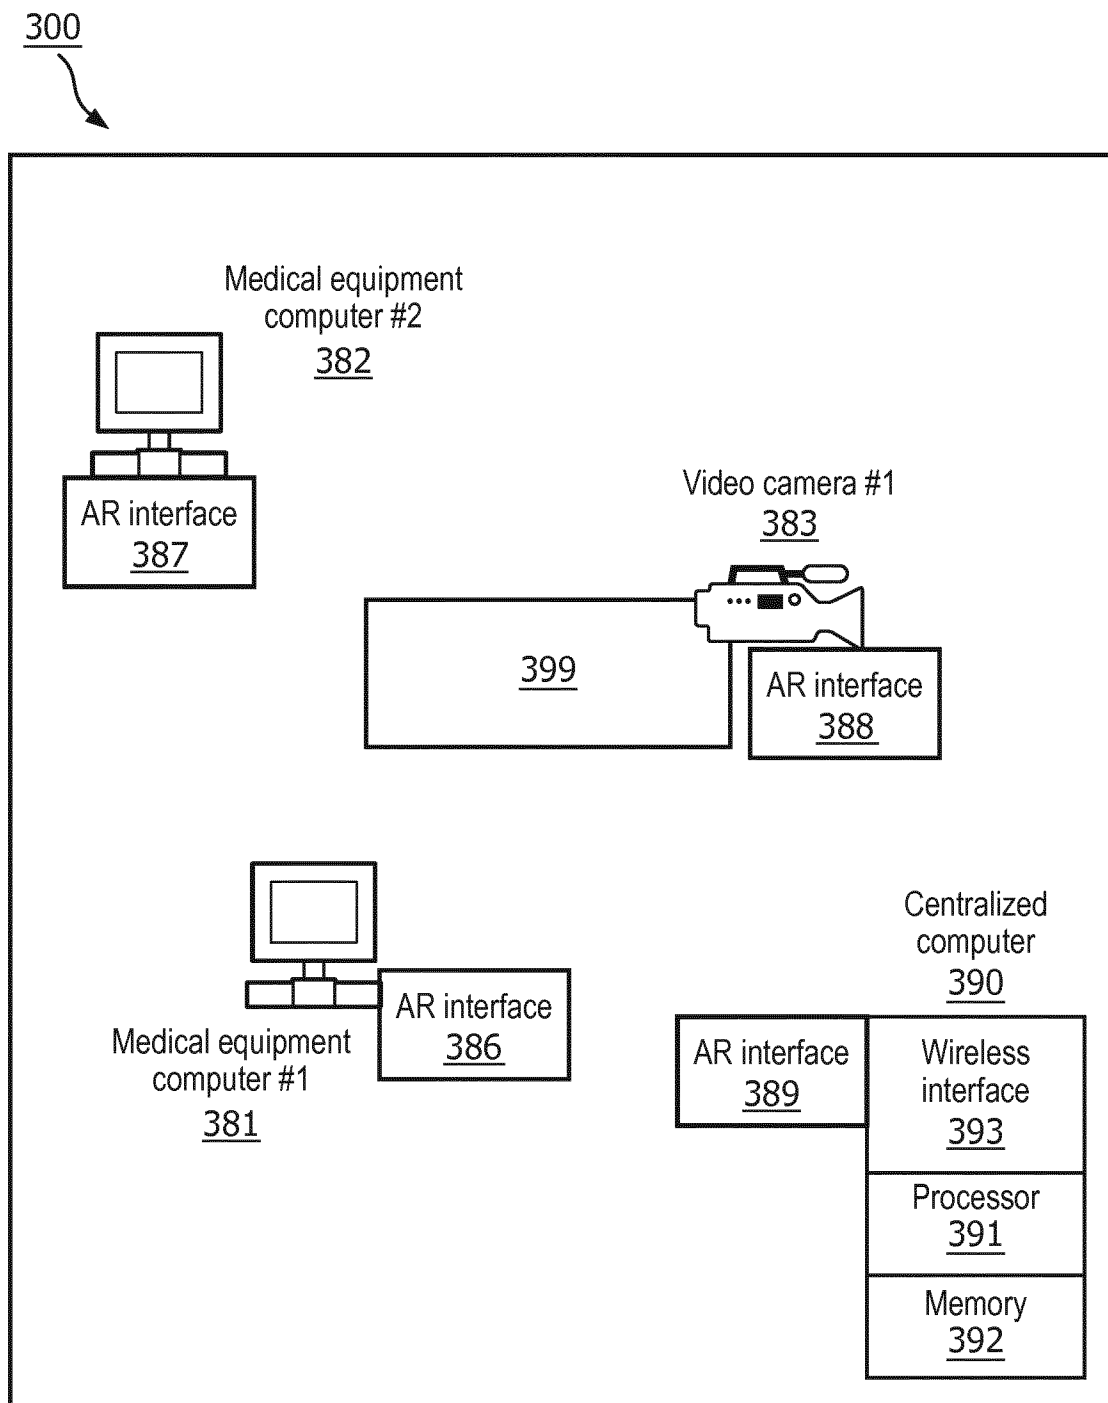 300
Medical equipment
computer #2
382
AR interface
387
Video camera #1
383
399
AR interface
388
AR interface
386
Medical equipment
computer #1
381
Centralized
computer
390
AR interface
389
Wireless
interface
393
Processor
391
Memory
392